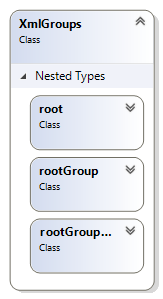 XmlGroups
Class
Nested Types
root
Class
rootGroup
Class
rootGroup...
Class